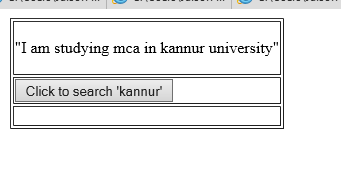 "I am studying mca in kannur university"
Click to search 'kannur'